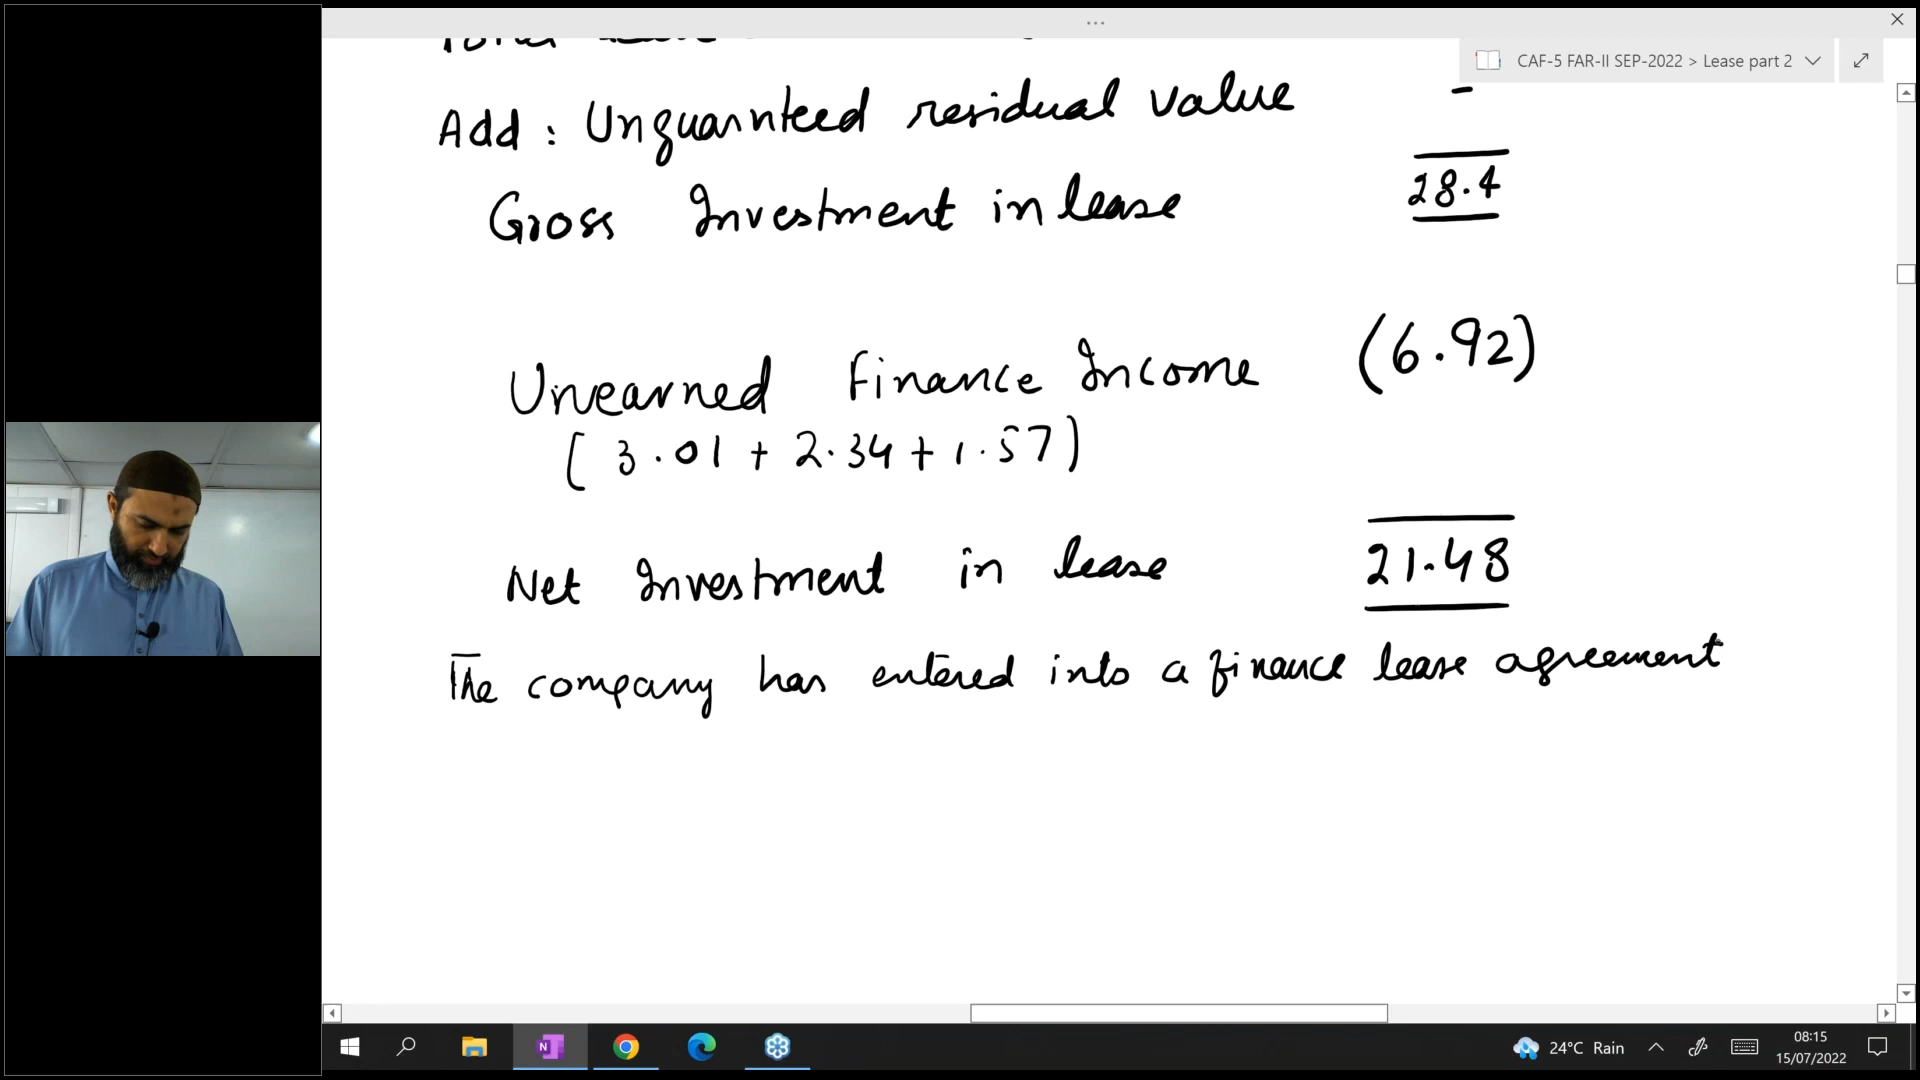 CAF-5 FAR-II SEP-2022 > Lease part 2
Add : Unguarnteed residual value -
Gross Investment in lease 28.4
Unearned Finance Income (6.92)
[ 3.01 + 2.34 + 1.57 )
Net Investment in lease 21.48
The company has entered into a finance lease agreement
24°C Rain
08:15
15/07/2022